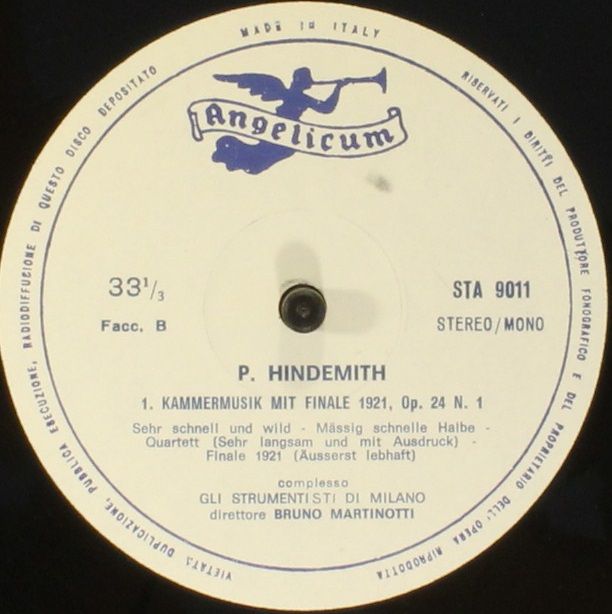 MADE IN ITALY
RISERVATI I DIRITTI DEL PRODUTTORE FONOGRAFICO E DEL PROPRIETARIO DELL'OPERA RIPRODOTTA
VIETATA DUPLICAZIONE, PUBBLICA ESECUZIONE, RADIODIFFUSIONE DI QUESTO DISCO DEPOSITATO
Angelicum
33 1/3
STA 9011
Facc. B
STEREO/MONO
P. HINDEMITH
1. KAMMERMUSIK MIT FINALE 1921, Op. 24 N. 1
Sehr schnell und wild - Mässig schnelle Halbe -
Quartett (Sehr langsam und mit Ausdruck) -
Finale 1921 (Äusserst lebhaft)
complesso
GLI STRUMENTISTI DI MILANO
direttore BRUNO MARTINOTTI